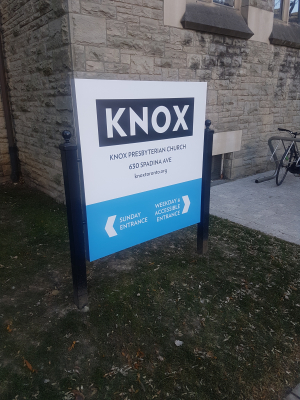 KNOX
KNOX PRESBYTERIAN CHURCH
630 SPADINA AVE
knoxtoronto.org
SUNDAY
ENTRANCE
WEEKDAY &
ACCESSIBLE
ENTRANCE